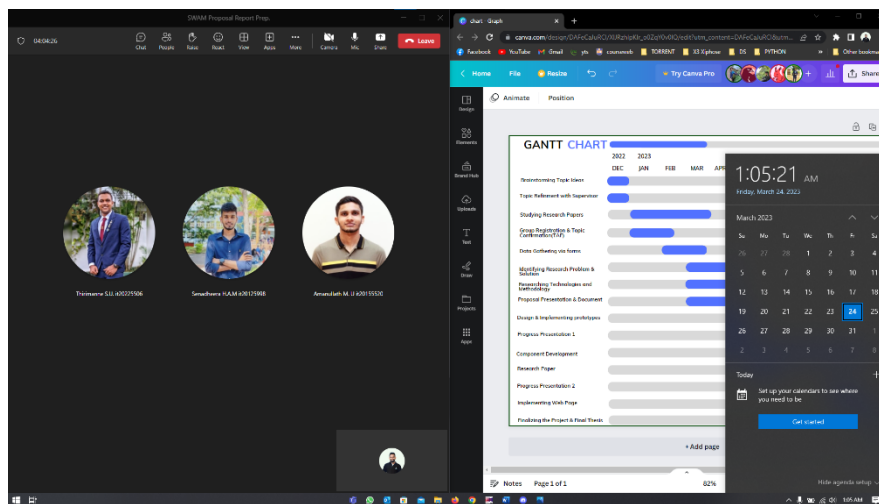 SWAM Proposal Report Prep.
04:04:26
Chat People Raise React View Apps More Camera Mic Share Leave
Thirimanne S.U. it20225506
Senadheera H.A.M it20125998
Amanullath M. U it20155520
chart - Graph
Facebook YouTube Gmail yts courseweb TORRENT X3 Xiphose DS PYTHON Other bookma
Home File Resize Try Canva Pro Share
Animate Position
Design
Elements
Brand Hub
Uploads
Text
Draw
Projects
Apps
GANTT CHART
2022 2023
DEC JAN FEB MAR APR
Brainstorming Topic Ideas
Topic Refinment with Supervisor
Studying Research Papers
Group Registration & Topic
Confirmation(TAF)
Data Gathering via forms
Identifying Research Problem &
Solution
Researching Technologies and
Methodology
Proposal Presentation & Document
Design & Implementing prototypes
Progress Presentation 1
Component Development
Research Paper
Progress Presentation 2
Implementing Web Page
Finalizing the Project & Final Thesis
+ Add page
Notes Page 1 of 1 82%
1:05:21 AM
Friday, March 24, 2023
March 2023
Su Mo Tu We Th Fr Sa
26 27 28 1 2 3 4
5 6 7 8 9 10 11
12 13 14 15 16 17 18
19 20 21 22 23 24 25
26 27 28 29 30 31 1
2 3 4 5 6 7 8
Today
Set up your calendars to see where
you need to be
Get started
Hide agenda setup
1:05 AM